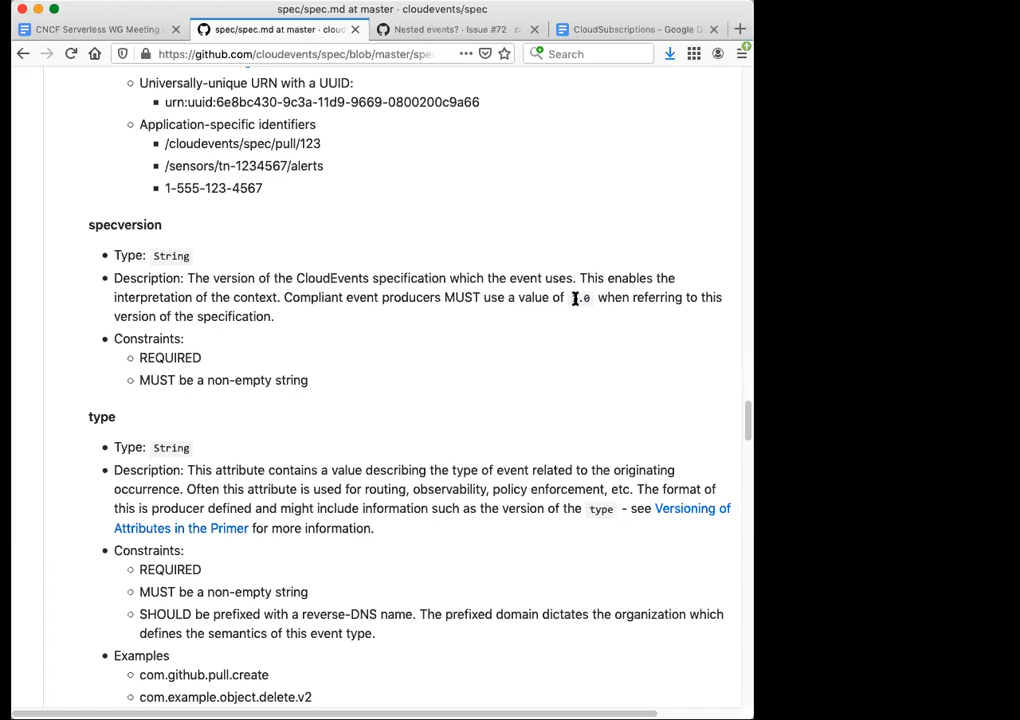 spec/spec.md at master · cloudevents/spec
CNCF Serverless WG Meeting
spec/spec.md at master · cloud
Nested events? · Issue #72 · c
CloudSubscriptions - Google D
https://github.com/cloudevents/spec/blob/master/spe
Search
Universally-unique URN with a UUID:
urn:uuid:6e8bc430-9c3a-11d9-9669-0800200c9a66
Application-specific identifiers
/cloudevents/spec/pull/123
/sensors/tn-1234567/alerts
1-555-123-4567
specversion
Type: String
Description: The version of the CloudEvents specification which the event uses. This enables the
interpretation of the context. Compliant event producers MUST use a value of .0 when referring to this
version of the specification.
Constraints:
REQUIRED
MUST be a non-empty string
type
Type: String
Description: This attribute contains a value describing the type of event related to the originating
occurrence. Often this attribute is used for routing, observability, policy enforcement, etc. The format of
this is producer defined and might include information such as the version of the type - see Versioning of
Attributes in the Primer for more information.
Constraints:
REQUIRED
MUST be a non-empty string
SHOULD be prefixed with a reverse-DNS name. The prefixed domain dictates the organization which
defines the semantics of this event type.
Examples
com.github.pull.create
com.example.object.delete.v2